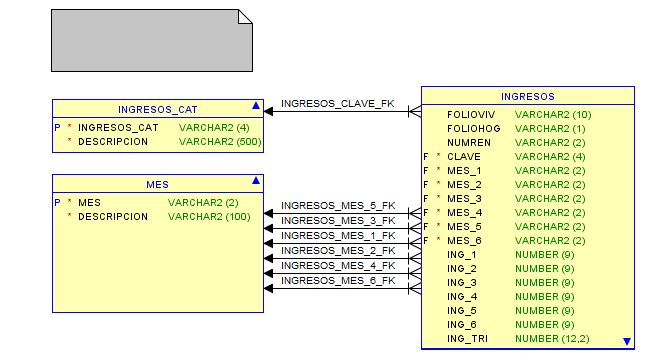 INGRESOS_CAT
P * INGRESOS_CAT VARCHAR2 (4)
* DESCRIPCION VARCHAR2 (500)
MES
P * MES VARCHAR2 (2)
* DESCRIPCION VARCHAR2 (100)
INGRESOS_CLAVE_FK
INGRESOS_MES_5_FK
INGRESOS_MES_3_FK
INGRESOS_MES_1_FK
INGRESOS_MES_2_FK
INGRESOS_MES_4_FK
INGRESOS_MES_6_FK
INGRESOS
FOLIOVIV VARCHAR2 (10)
FOLIOHOG VARCHAR2 (1)
NUMREN VARCHAR2 (2)
F * CLAVE VARCHAR2 (4)
F * MES_1 VARCHAR2 (2)
F * MES_2 VARCHAR2 (2)
F * MES_3 VARCHAR2 (2)
F * MES_4 VARCHAR2 (2)
F * MES_5 VARCHAR2 (2)
F * MES_6 VARCHAR2 (2)
ING_1 NUMBER (9)
ING_2 NUMBER (9)
ING_3 NUMBER (9)
ING_4 NUMBER (9)
ING_5 NUMBER (9)
ING_6 NUMBER (9)
ING_TRI NUMBER (12,2)